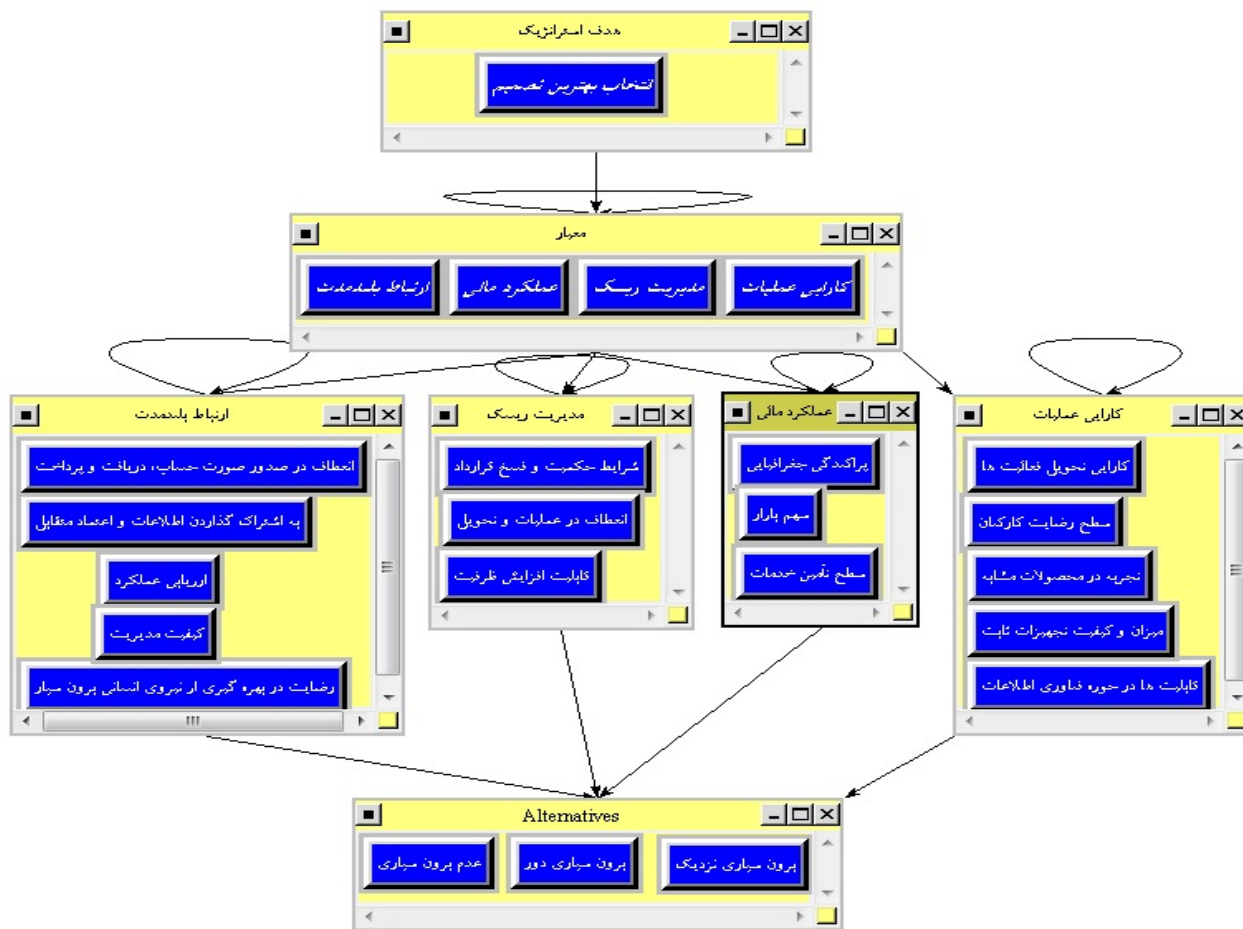 هدف استراتژیک
انتخاب بهترین تصمیم
معیار
کارایی عملیات
مدیریت ریسک
عملکرد مالی
ارتباط بلندمدت
کارایی عملیات
کارایی تحویل فعالیت ها
سطح رضایت کارکنان
تجربه در محصولات مشابه
میزان و کیفیت تجهیزات ثابت
قابلیت ها در حوزه فناوری اطلاعات
عملکرد مالی
پراکندگی جغرافیایی
سهم بازار
سطح تأمین خدمات
مدیریت ریسک
شرایط حکمیت و فسخ قرارداد
انعطاف در عملیات و تحویل
قابلیت افزایش ظرفیت
ارتباط بلندمدت
انعطاف در صدور صورت حساب، دریافت و پرداخت
به اشتراک گذاردن اطلاعات و اعتماد متقابل
ارزیابی عملکرد
کیفیت مدیریت
رضایت در بهره گیری از نیروی انسانی برون سپار
Alternatives
برون سپاری نزدیک
برون سپاری دور
عدم برون سپاری